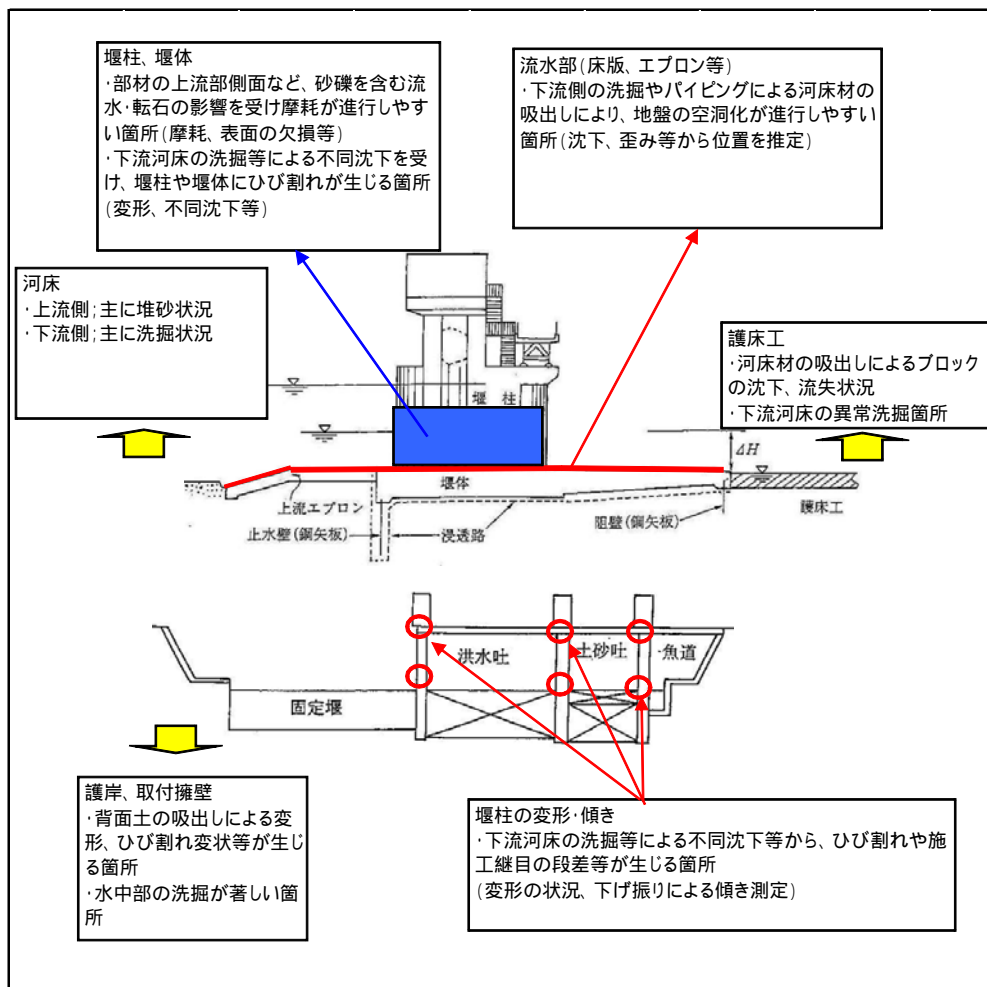 堰柱、堰体
・部材の上流部側面など、砂礫を含む流
水・転石の影響を受け摩耗が進行しやす
い箇所(摩耗、表面の欠損等)
・下流河床の洗掘等による不同沈下を受
け、堰柱や堰体にひび割れが生じる箇所
(変形、不同沈下等)
流水部(床版、エプロン等)
・下流側の洗掘やパイピングによる河床材の
吸出しにより、地盤の空洞化が進行しやすい
箇所(沈下、歪み等から位置を推定)
河床
・上流側;主に堆砂状況
・下流側;主に洗掘状況
護床工
・河床材の吸出しによるブロック
の沈下、流失状況
・下流河床の異常洗掘箇所
堰柱
ΔH
堰体
上流エプロン
止水壁(鋼矢板)
浸透路
阻壁(鋼矢板)
護床工
洪水吐
土砂吐
魚道
固定堰
護岸、取付擁壁
・背面土の吸出しによる変
形、ひび割れ変状等が生じ
る箇所
・水中部の洗掘が著しい箇
所
堰柱の変形・傾き
・下流河床の洗掘等による不同沈下等から、ひび割れや施
工継目の段差等が生じる箇所
(変形の状況、下げ振りによる傾き測定)